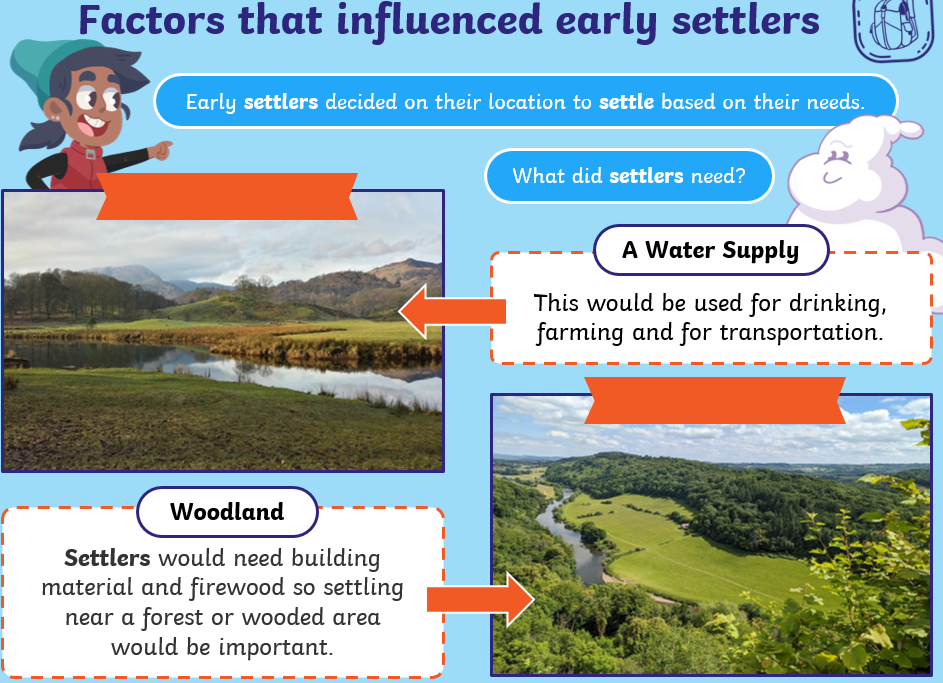 Factors that influenced early settlers
Early settlers decided on their location to settle based on their needs.
What did settlers need?
A Water Supply
This would be used for drinking,
farming and for transportation.
Woodland
Settlers would need building
material and firewood so settling
near a forest or wooded area
would be important.